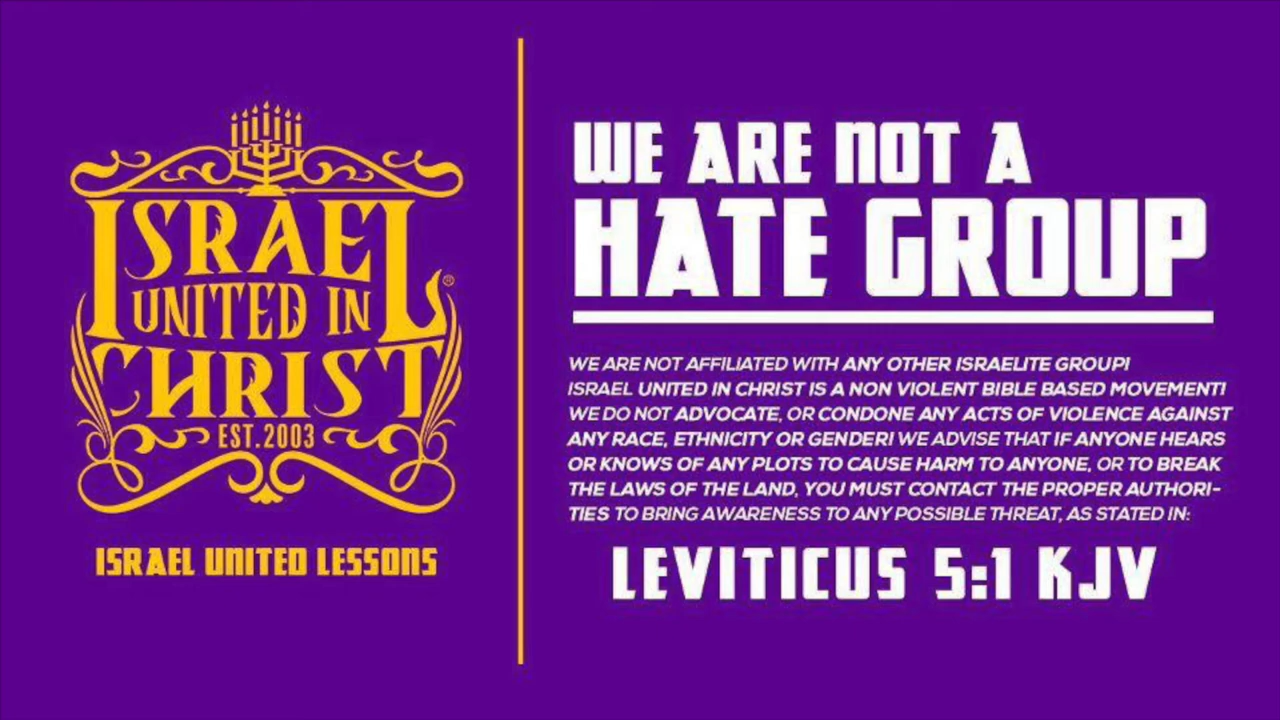 ISRAEL
UNITED IN
CHRIST
EST.2003
®
ISRAEL UNITED LESSONS
WE ARE NOT A
HATE GROUP
WE ARE NOT AFFILIATED WITH ANY OTHER ISRAELITE GROUP!
ISRAEL UNITED IN CHRIST IS A NON VIOLENT BIBLE BASED MOVEMENT!
WE DO NOT ADVOCATE, OR CONDONE ANY ACTS OF VIOLENCE AGAINST
ANY RACE, ETHNICITY OR GENDER! WE ADVISE THAT IF ANYONE HEARS
OR KNOWS OF ANY PLOTS TO CAUSE HARM TO ANYONE, OR TO BREAK
THE LAWS OF THE LAND, YOU MUST CONTACT THE PROPER AUTHORI-
TIES TO BRING AWARENESS TO ANY POSSIBLE THREAT, AS STATED IN:
LEVITICUS 5:1 KJV